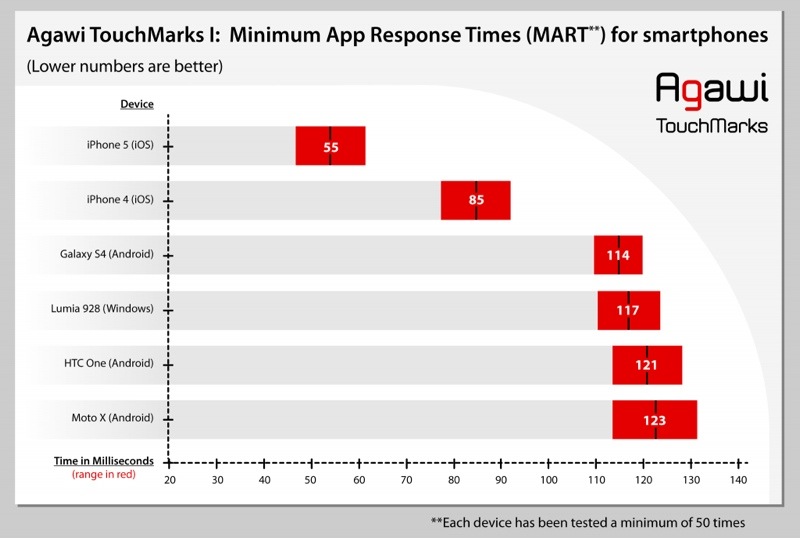 Agawi TouchMarks I: Minimum App Response Times (MART**) for smartphones
(Lower numbers are better)
Agawi
TouchMarks
Device
iPhone 5 (iOS) 55
iPhone 4 (iOS) 85
Galaxy S4 (Android) 114
Lumia 928 (Windows) 117
HTC One (Android) 121
Moto X (Android) 123
Time in Milliseconds
(range in red)
20 30 40 50 60 70 80 90 100 110 120 130 140
**Each device has been tested a minimum of 50 times